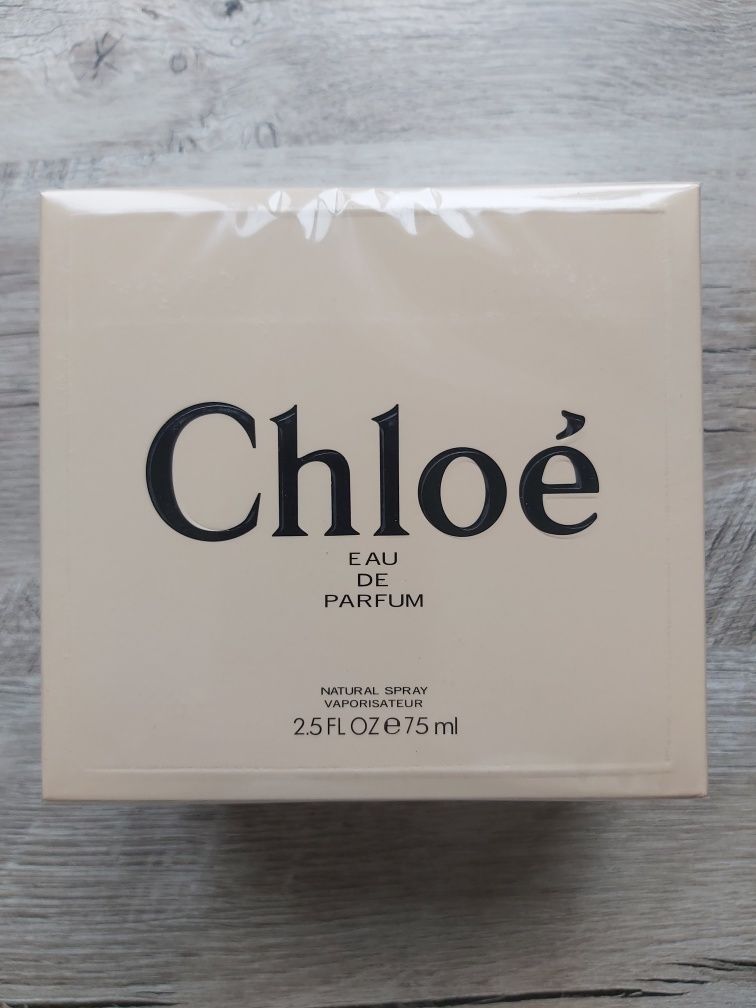 Chloé
EAU
DE
PARFUM
NATURAL SPRAY
VAPORISATEUR
2.5 FL OZ e 75 ml